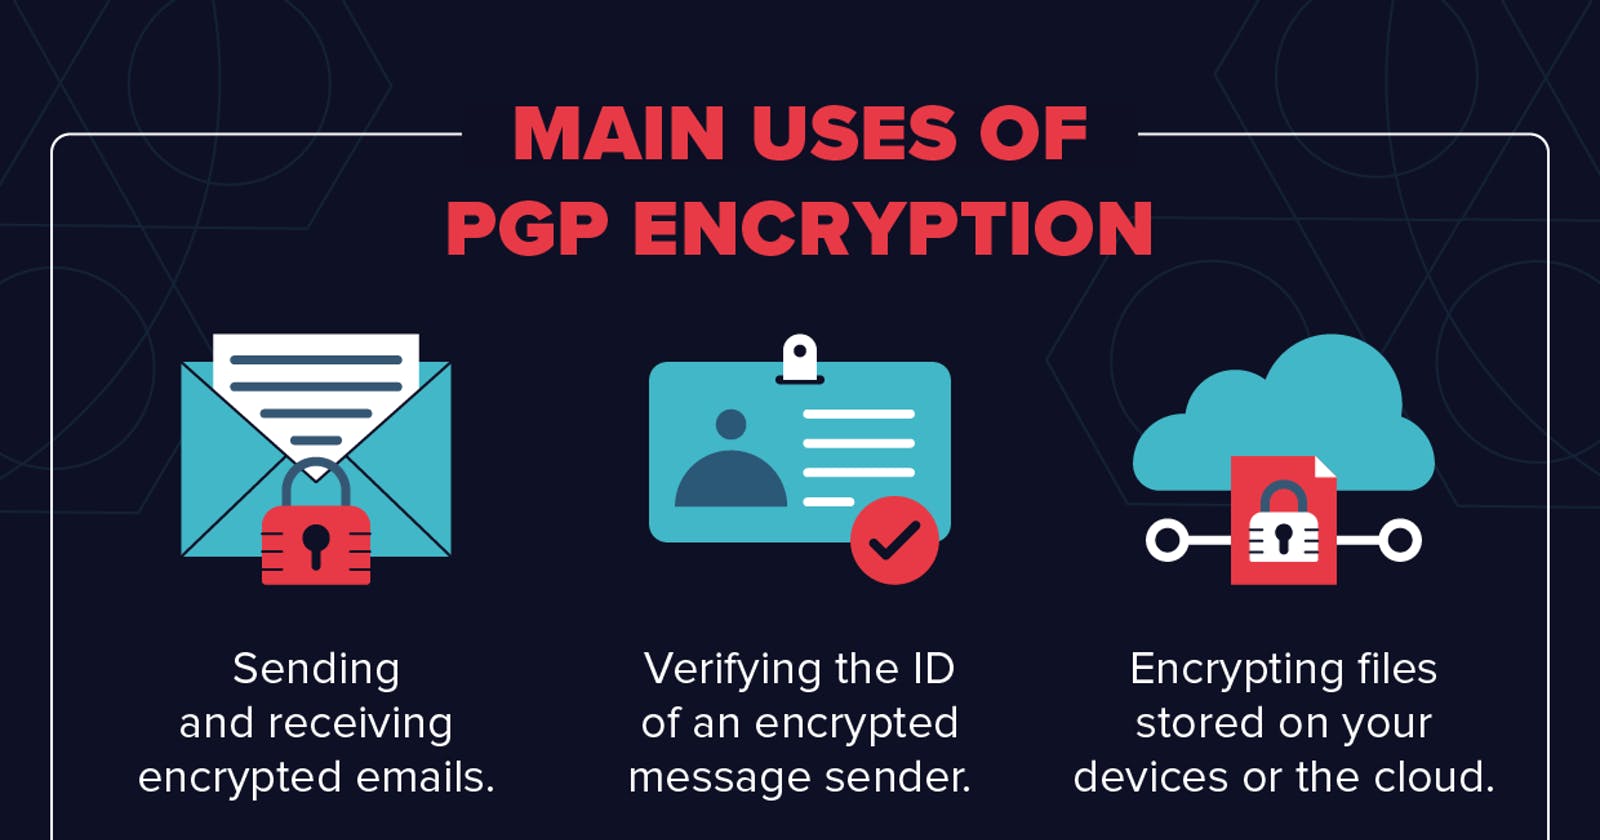 MAIN USES OF
PGP ENCRYPTION
Sending
and receiving
encrypted emails.
Verifying the ID
of an encrypted
message sender.
Encrypting files
stored on your
devices or the cloud.